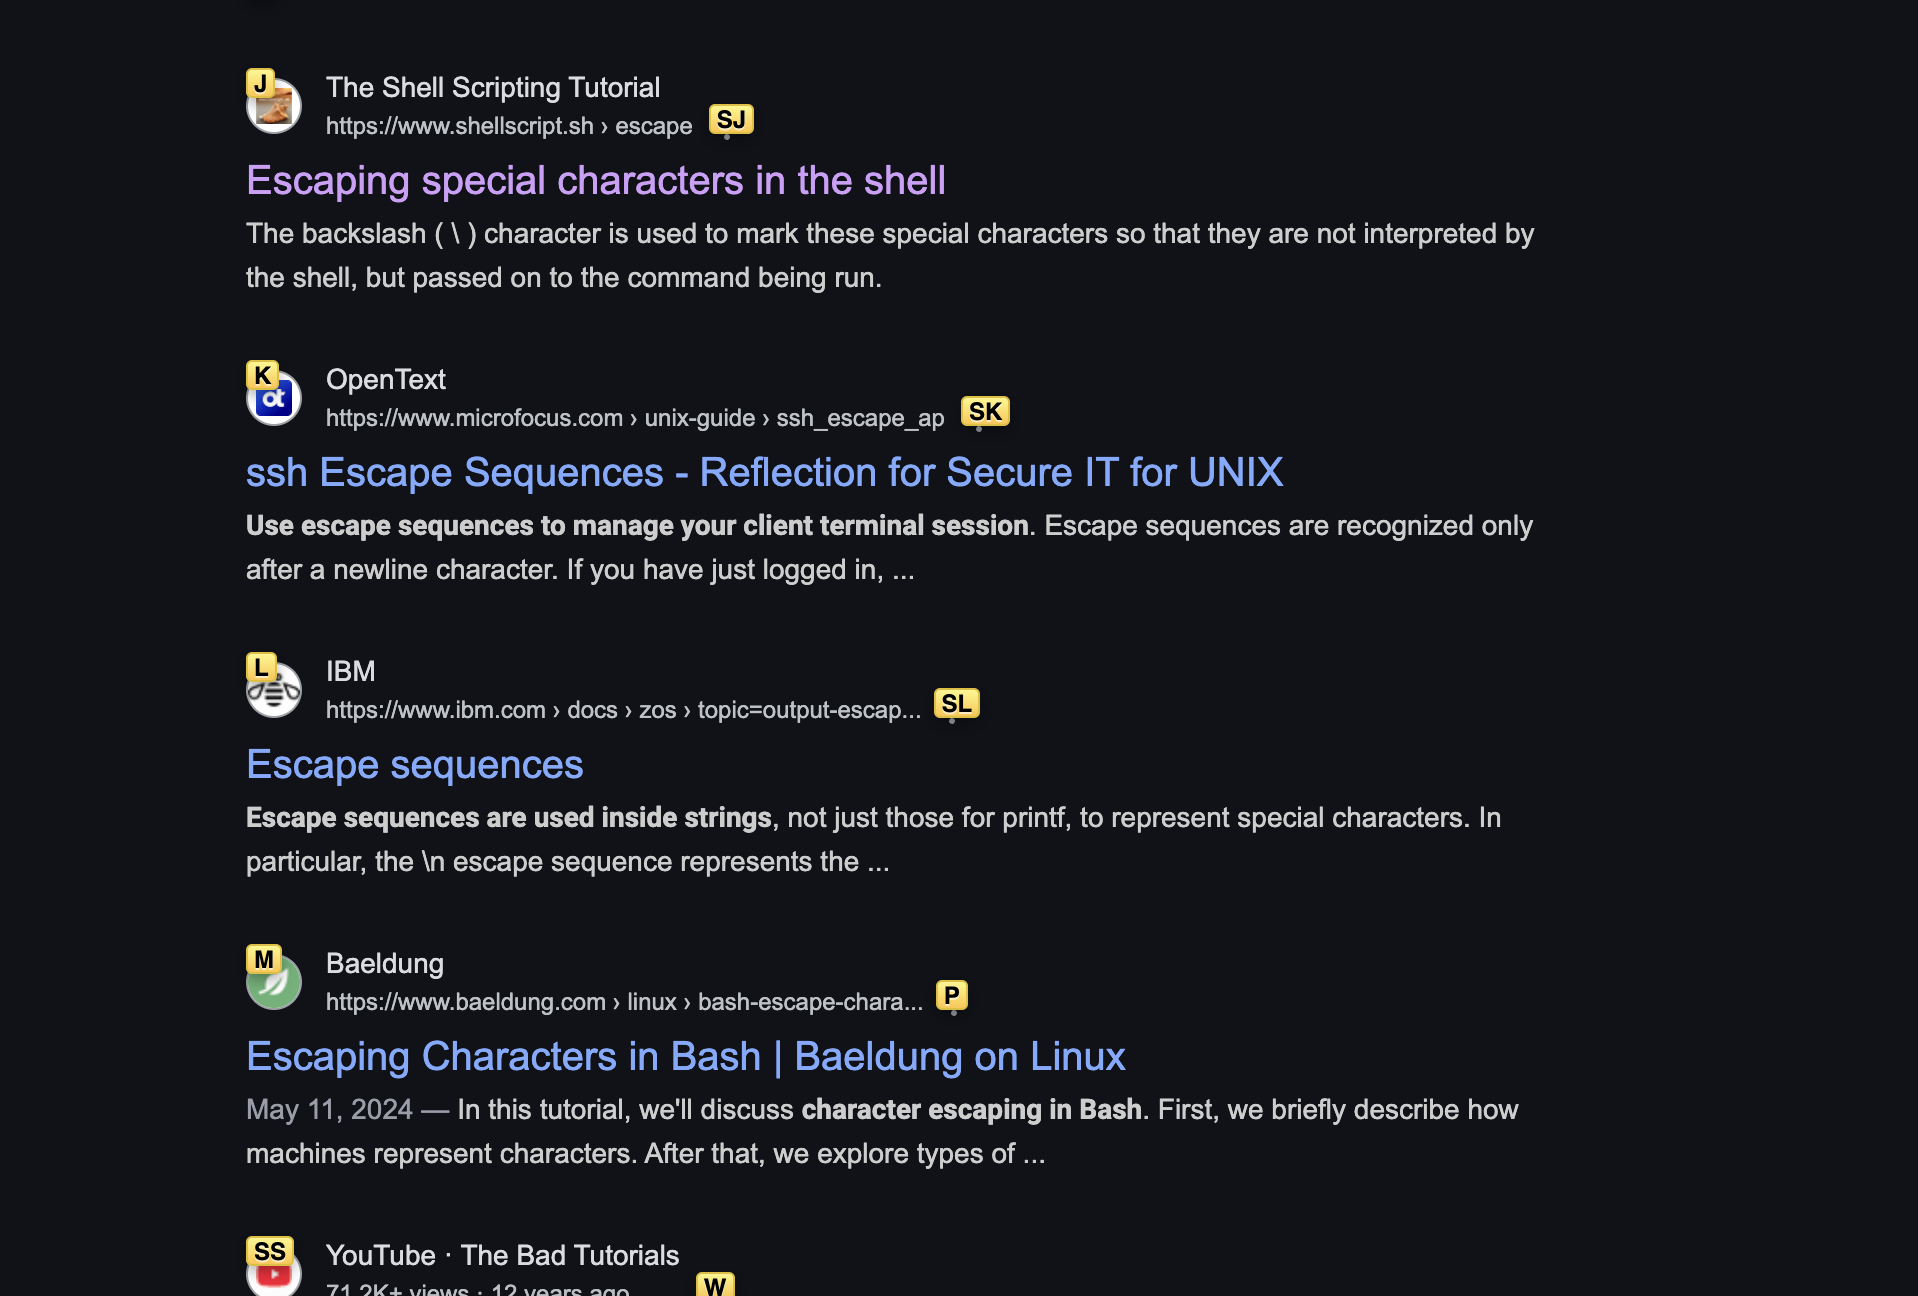 J
The Shell Scripting Tutorial
https://www.shellscript.sh › escape SJ
Escaping special characters in the shell
The backslash ( \ ) character is used to mark these special characters so that they are not interpreted by
the shell, but passed on to the command being run.
K
ot
OpenText
https://www.microfocus.com › unix-guide › ssh_escape_ap SK
ssh Escape Sequences - Reflection for Secure IT for UNIX
Use escape sequences to manage your client terminal session. Escape sequences are recognized only
after a newline character. If you have just logged in, ...
L
IBM
https://www.ibm.com › docs › zos › topic=output-escap... SL
Escape sequences
Escape sequences are used inside strings, not just those for printf, to represent special characters. In
particular, the \n escape sequence represents the ...
M
Baeldung
https://www.baeldung.com › linux › bash-escape-chara... P
Escaping Characters in Bash | Baeldung on Linux
May 11, 2024 — In this tutorial, we'll discuss character escaping in Bash. First, we briefly describe how
machines represent characters. After that, we explore types of ...
SS
YouTube · The Bad Tutorials
71.2K+ views · 12 years ago W